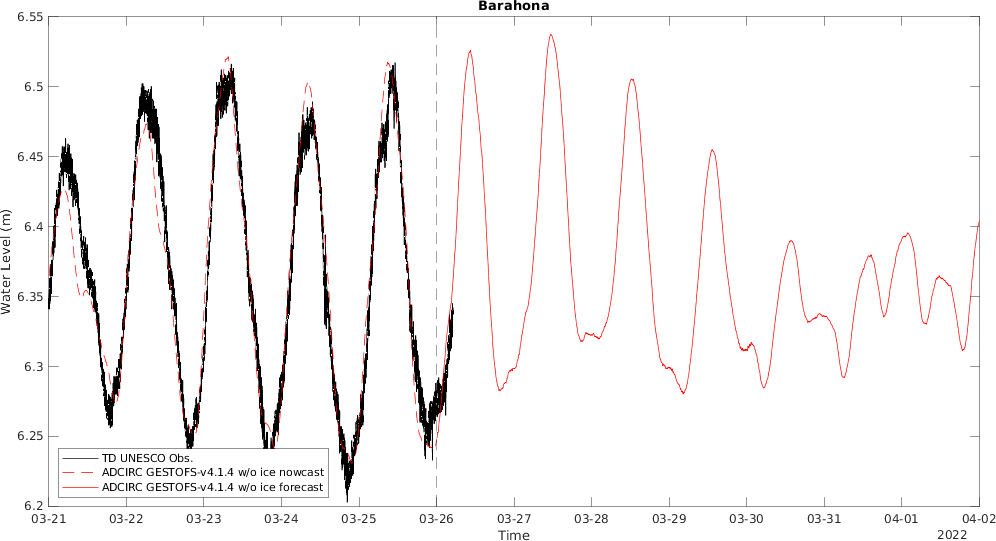 Barahona
6.55
6.5
6.45
6.4
6.35
6.3
6.25
6.2
Water Level (m)
TD UNESCO Obs.
ADCIRC GESTOFS-v4.1.4 w/o ice nowcast
ADCIRC GESTOFS-v4.1.4 w/o ice forecast
03-21 03-22 03-23 03-24 03-25 03-26 03-27 03-28 03-29 03-30 03-31 04-01 04-02
Time
2022